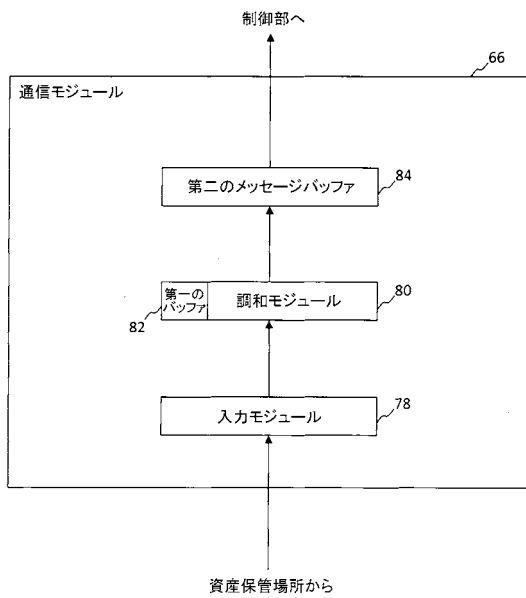 制御部へ
66
通信モジュール
第二のメッセージバッファ
84
第一の
バッファ
調和モジュール
80
82
入力モジュール
78
資産保管場所から